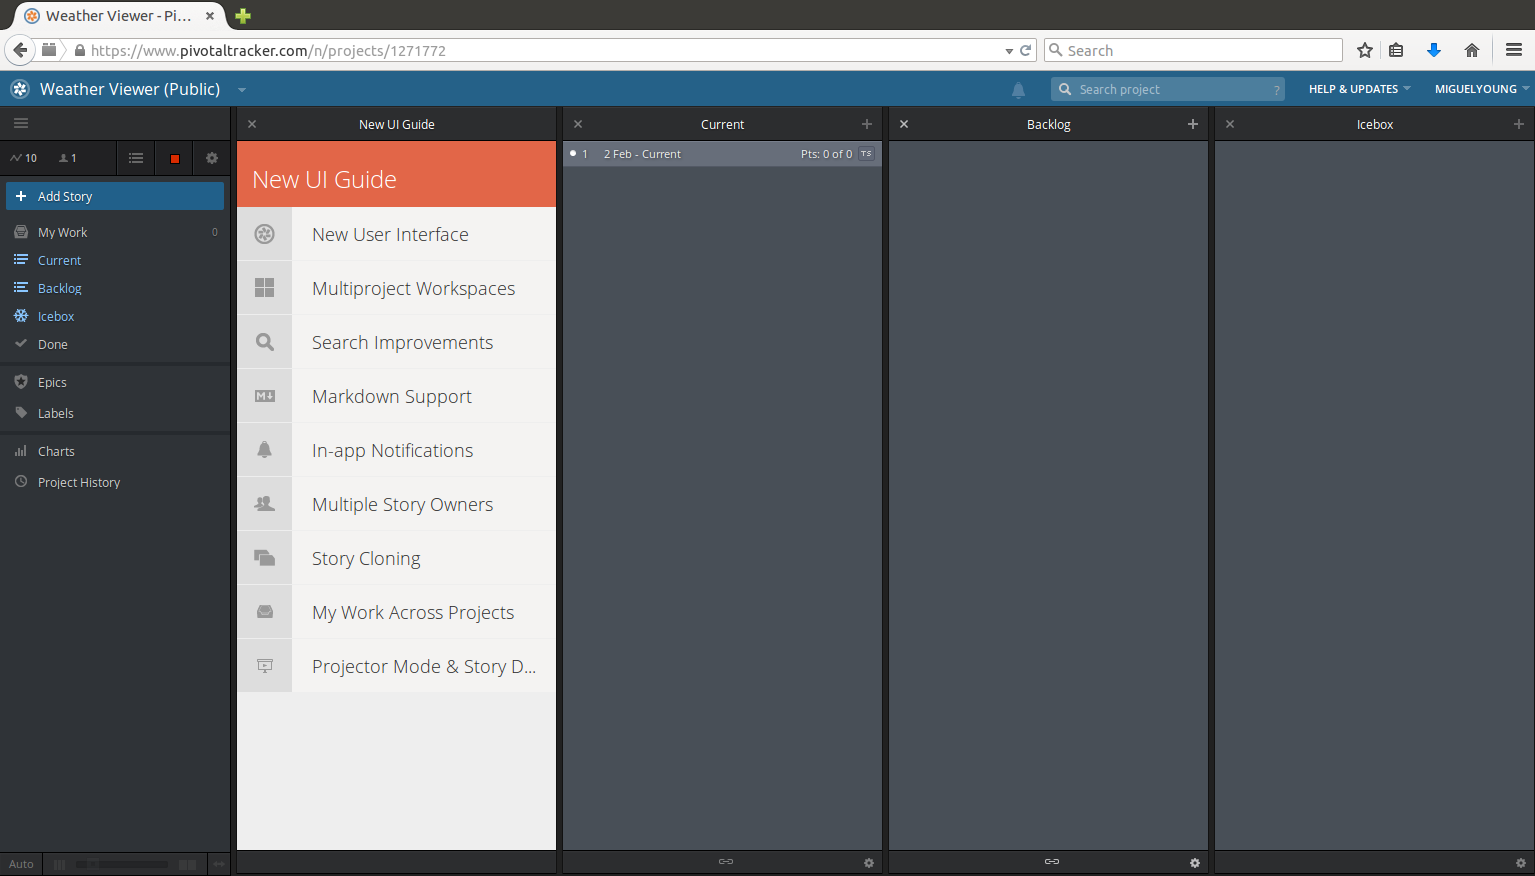 Weather Viewer - Pi...
https://www.pivotaltracker.com/n/projects/1271772
Search
Weather Viewer (Public)
Search project
?
HELP & UPDATES
MIGUELYOUNG
New UI Guide
Current
Backlog
Icebox
10
1
Add Story
My Work
0
Current
Backlog
Icebox
Done
Epics
Labels
Charts
Project History
Auto
New UI Guide
New User Interface
Multiproject Workspaces
Search Improvements
M
Markdown Support
In-app Notifications
Multiple Story Owners
Story Cloning
My Work Across Projects
Projector Mode & Story D...
1 2 Feb - Current Pts: 0 of 0 TS